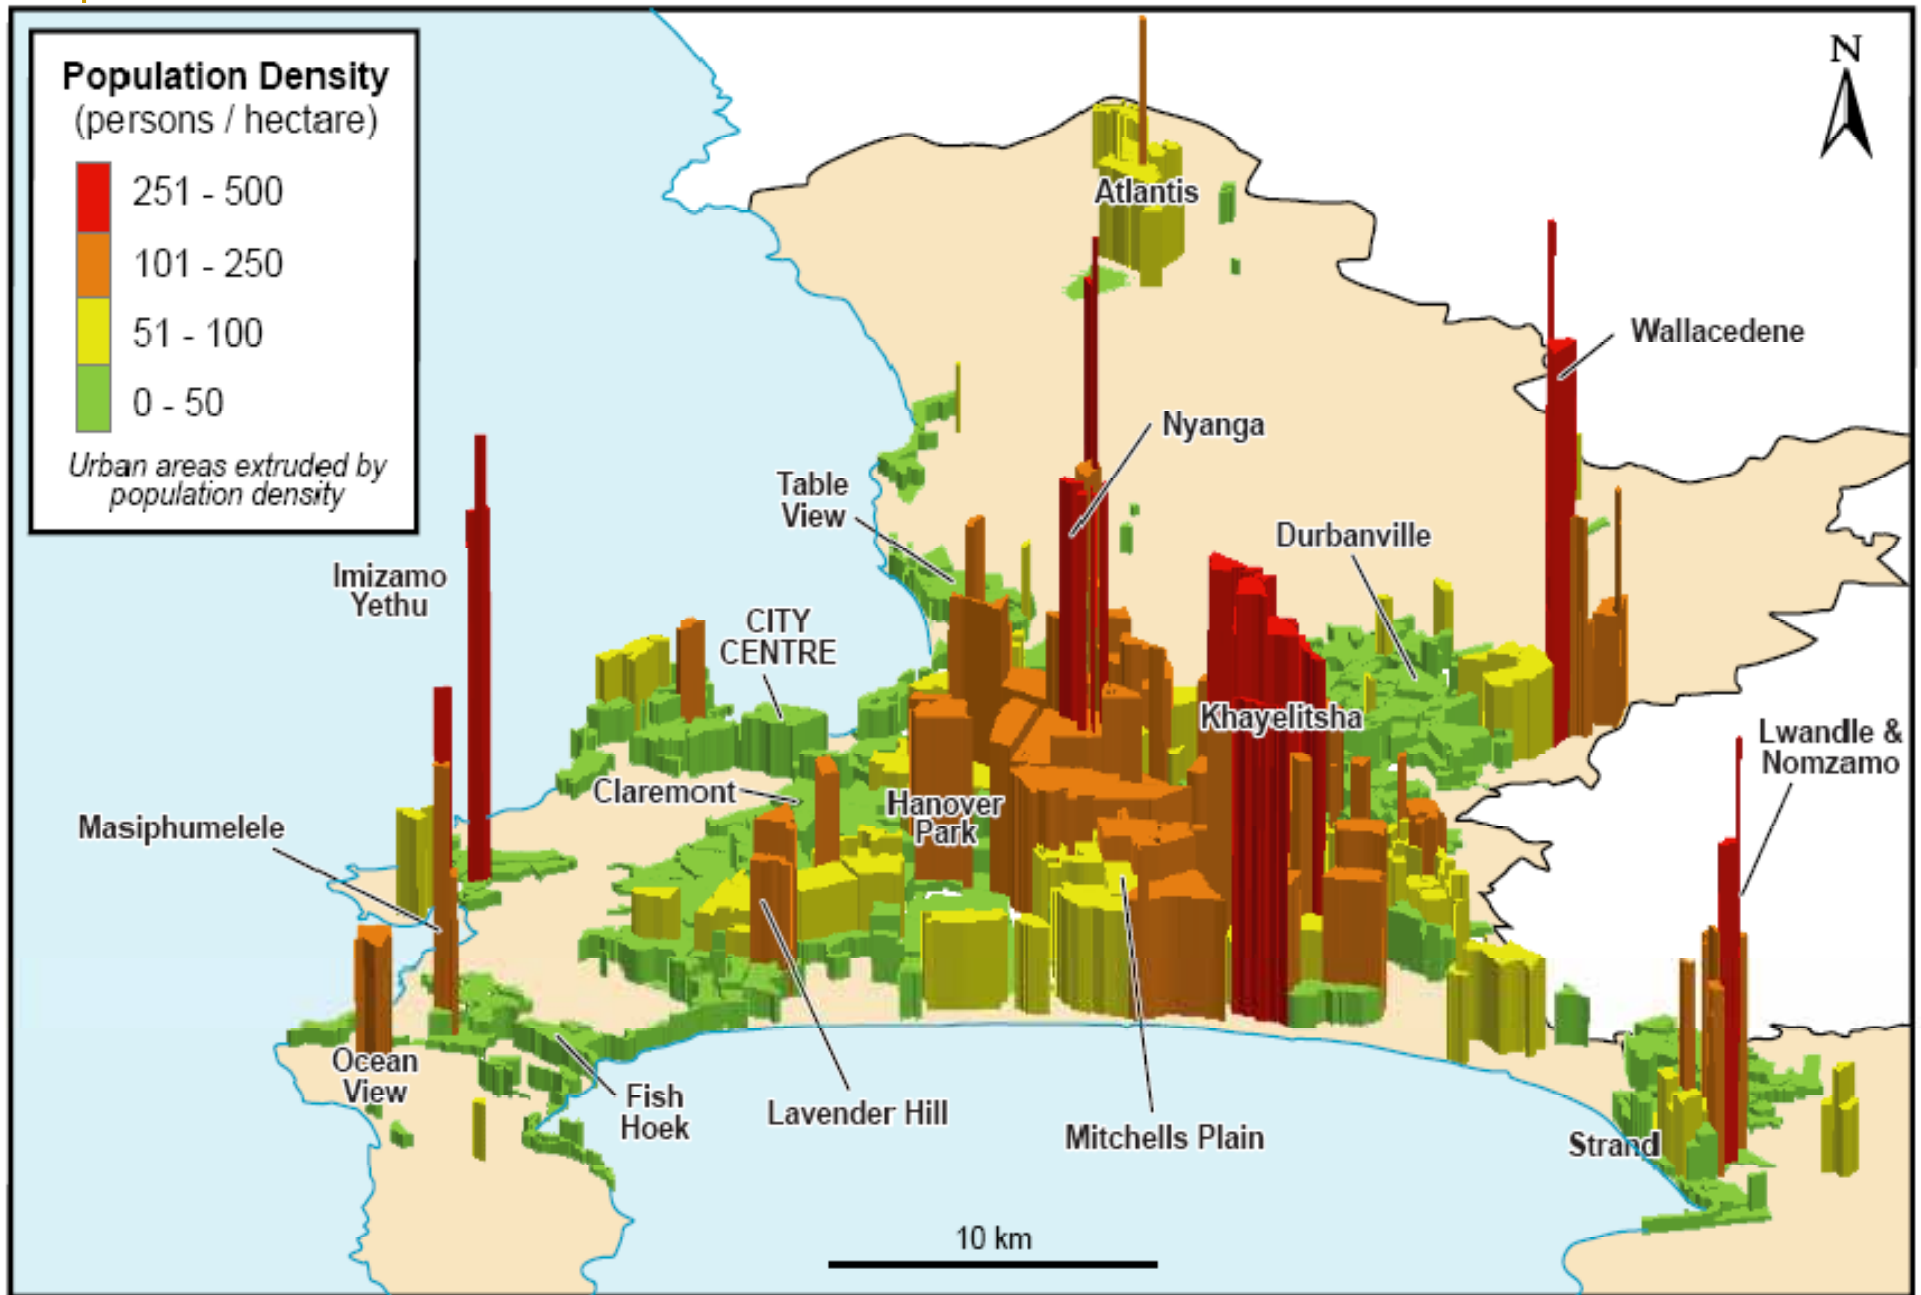 Population Density
(persons / hectare)
251 - 500
101 - 250
51 - 100
0 - 50
Urban areas extruded by
population density
N
Atlantis
Wallacedene
Nyanga
Table
View
Durbanville
Imizamo
Yethu
CITY
CENTRE
Khayelitsha
Lwandle &
Nomzamo
Claremont
Hanover
Park
Masiphumelele
Ocean
View
Fish
Hoek
Lavender Hill
Mitchells Plain
Strand
10 km